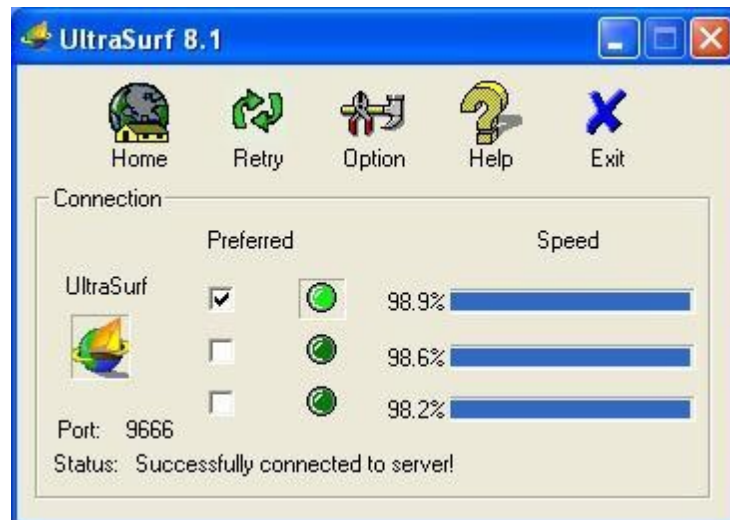 UltraSurf 8.1
Home Retry Option Help Exit
Connection
Preferred Speed
UltraSurf
98.9%
98.6%
98.2%
Port: 9666
Status: Successfully connected to server!